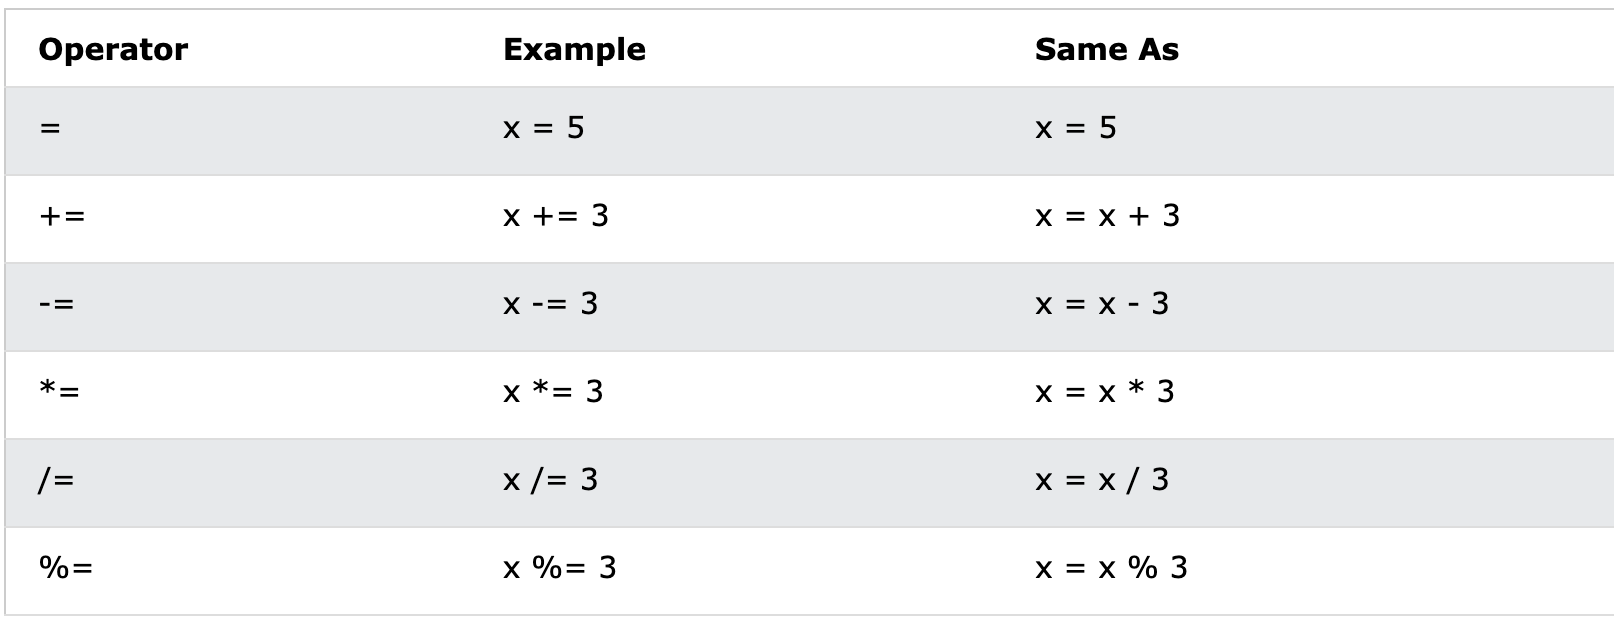 Operator Example Same As
= x = 5 x = 5
+= x += 3 x = x + 3
-= x -= 3 x = x - 3
*= x *= 3 x = x * 3
/= x /= 3 x = x / 3
%= x %= 3 x = x % 3